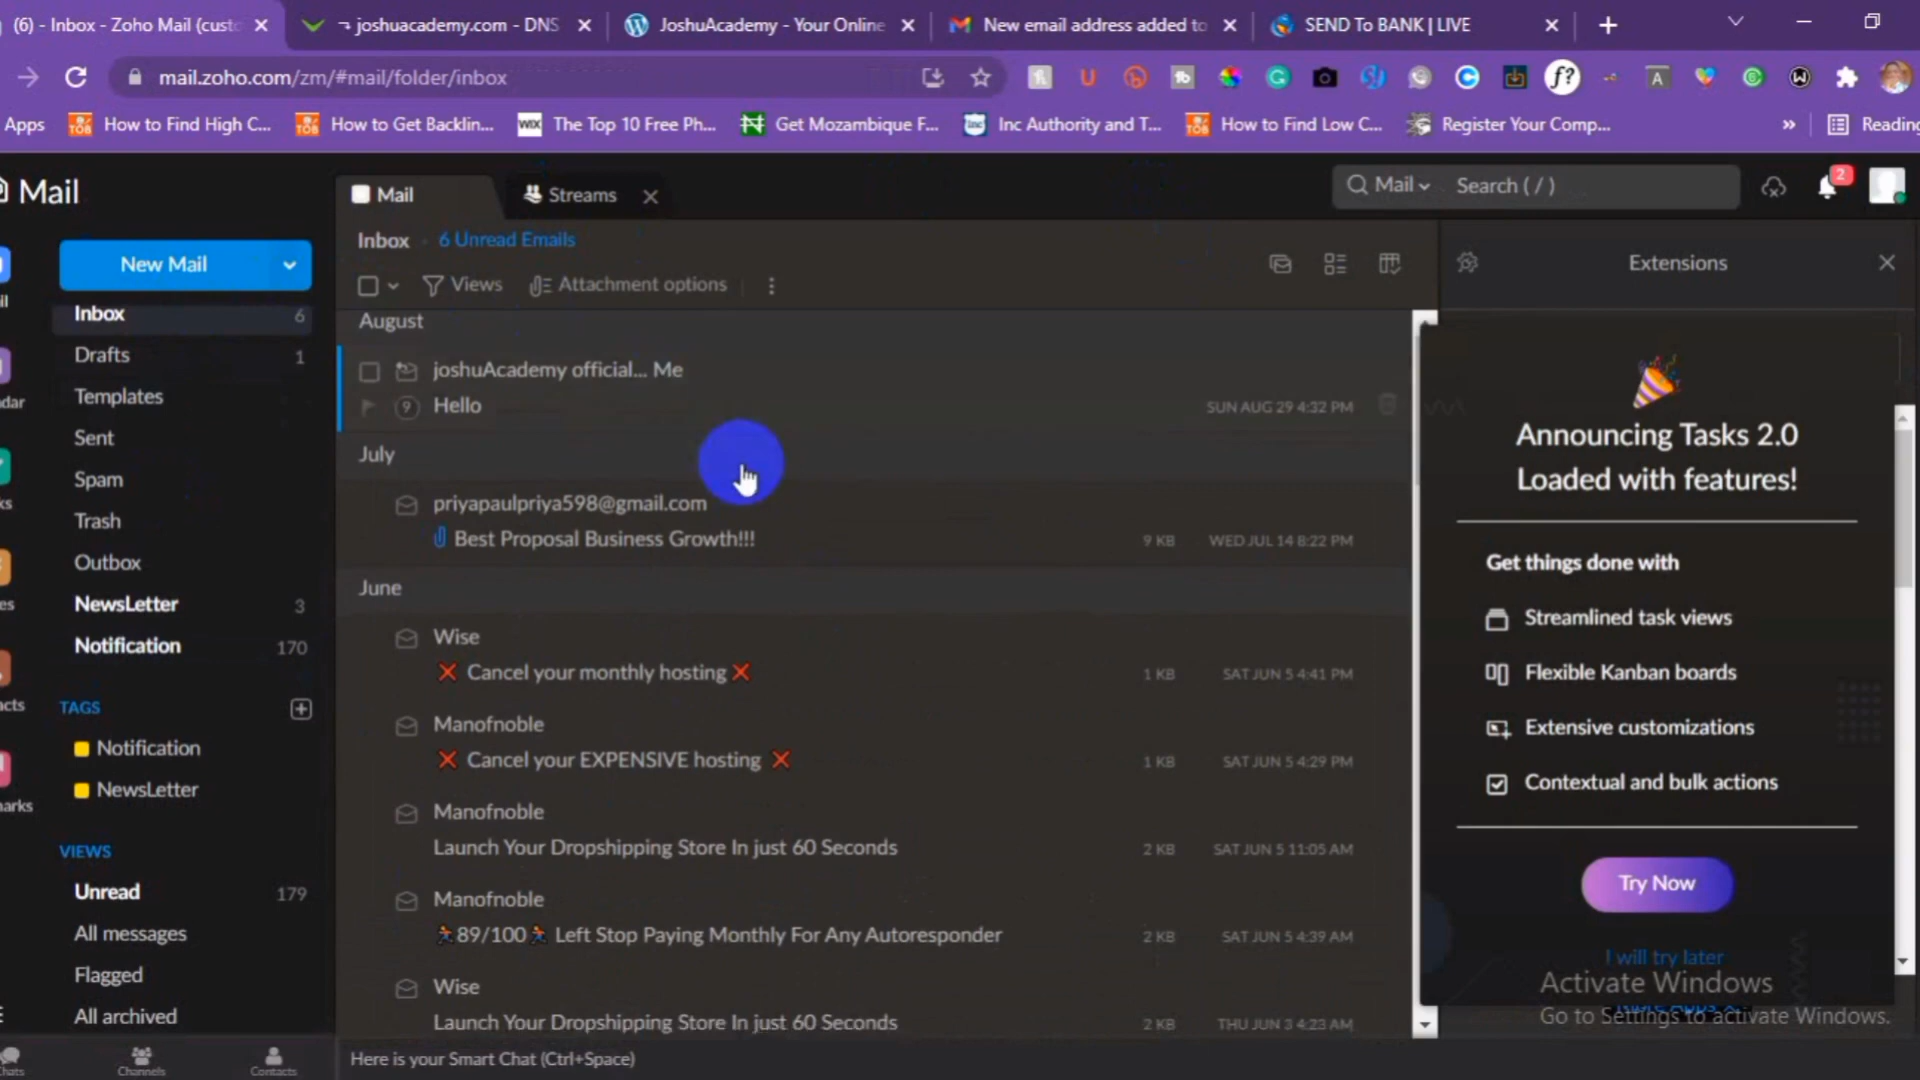 (6) - Inbox - Zoho Mail (custo
joshuacademy.com - DNS
JoshuAcademy - Your Online
New email address added to
SEND To BANK | LIVE
mail.zoho.com/zm/#mail/folder/inbox
Apps
How to Find High C...
How to Get Backlin...
The Top 10 Free Ph...
Get Mozambique F...
Inc Authority and T...
How to Find Low C...
Register Your Comp...
Reading
Mail
Mail
Streams
Mail
Search ( / )
2
New Mail
Inbox 6
Drafts 1
Templates
Sent
Spam
Trash
Outbox
NewsLetter 3
Notification 170
TAGS
Notification
NewsLetter
VIEWS
Unread 179
All messages
Flagged
All archived
Inbox
6 Unread Emails
Views
Attachment options
August
joshuAcademy official... Me
9 Hello SUN AUG 29 4:32 PM
July
priyapaulpriya598@gmail.com
Best Proposal Business Growth!!! 9 KB WED JUL 14 8:22 PM
June
Wise
❌ Cancel your monthly hosting ❌ 1 KB SAT JUN 5 4:41 PM
Manofnoble
❌ Cancel your EXPENSIVE hosting ❌ 1 KB SAT JUN 5 4:29 PM
Manofnoble
Launch Your Dropshipping Store In just 60 Seconds 2 KB SAT JUN 5 11:05 AM
Manofnoble
🏃89/100🏃 Left Stop Paying Monthly For Any Autoresponder 2 KB SAT JUN 5 4:39 AM
Wise
Launch Your Dropshipping Store In just 60 Seconds 2 KB THU JUN 3 4:23 AM
Extensions
Announcing Tasks 2.0
Loaded with features!
Get things done with
Streamlined task views
Flexible Kanban boards
Extensive customizations
Contextual and bulk actions
Try Now
I will try later
Activate Windows
Go to Settings to activate Windows.
Chats
Channels
Contacts
Here is your Smart Chat (Ctrl+Space)